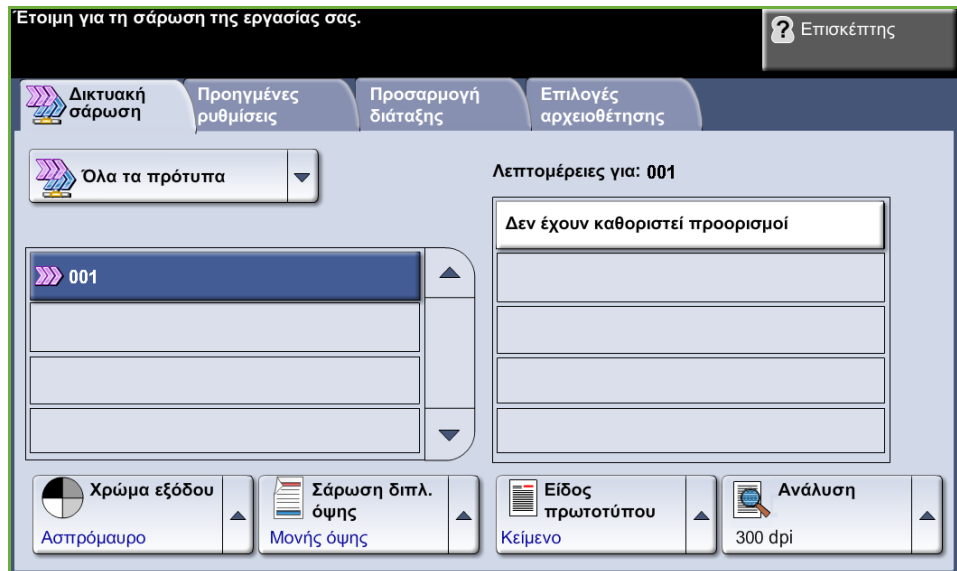 Έτοιμη για τη σάρωση της εργασίας σας.
Επισκέπτης
Δικτυακή
σάρωση
Προηγμένες
ρυθμίσεις
Προσαρμογή
διάταξης
Επιλογές
αρχειοθέτησης
Όλα τα πρότυπα
Λεπτομέρειες για: 001
Δεν έχουν καθοριστεί προορισμοί
001
Χρώμα εξόδου
Ασπρόμαυρο
Σάρωση διπλ.
όψης
Μονής όψης
Είδος
πρωτοτύπου
Κείμενο
Ανάλυση
300 dpi